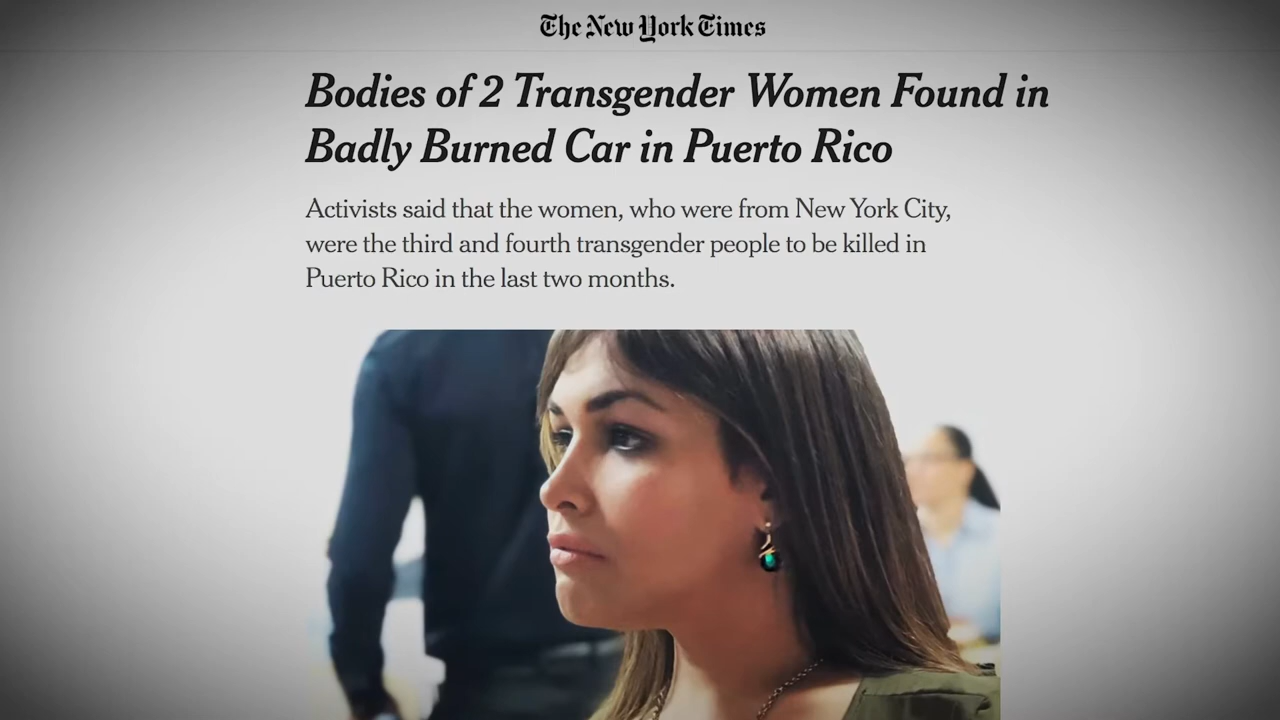 The New York Times
Bodies of 2 Transgender Women Found in
Badly Burned Car in Puerto Rico
Activists said that the women, who were from New York City,
were the third and fourth transgender people to be killed in
Puerto Rico in the last two months.